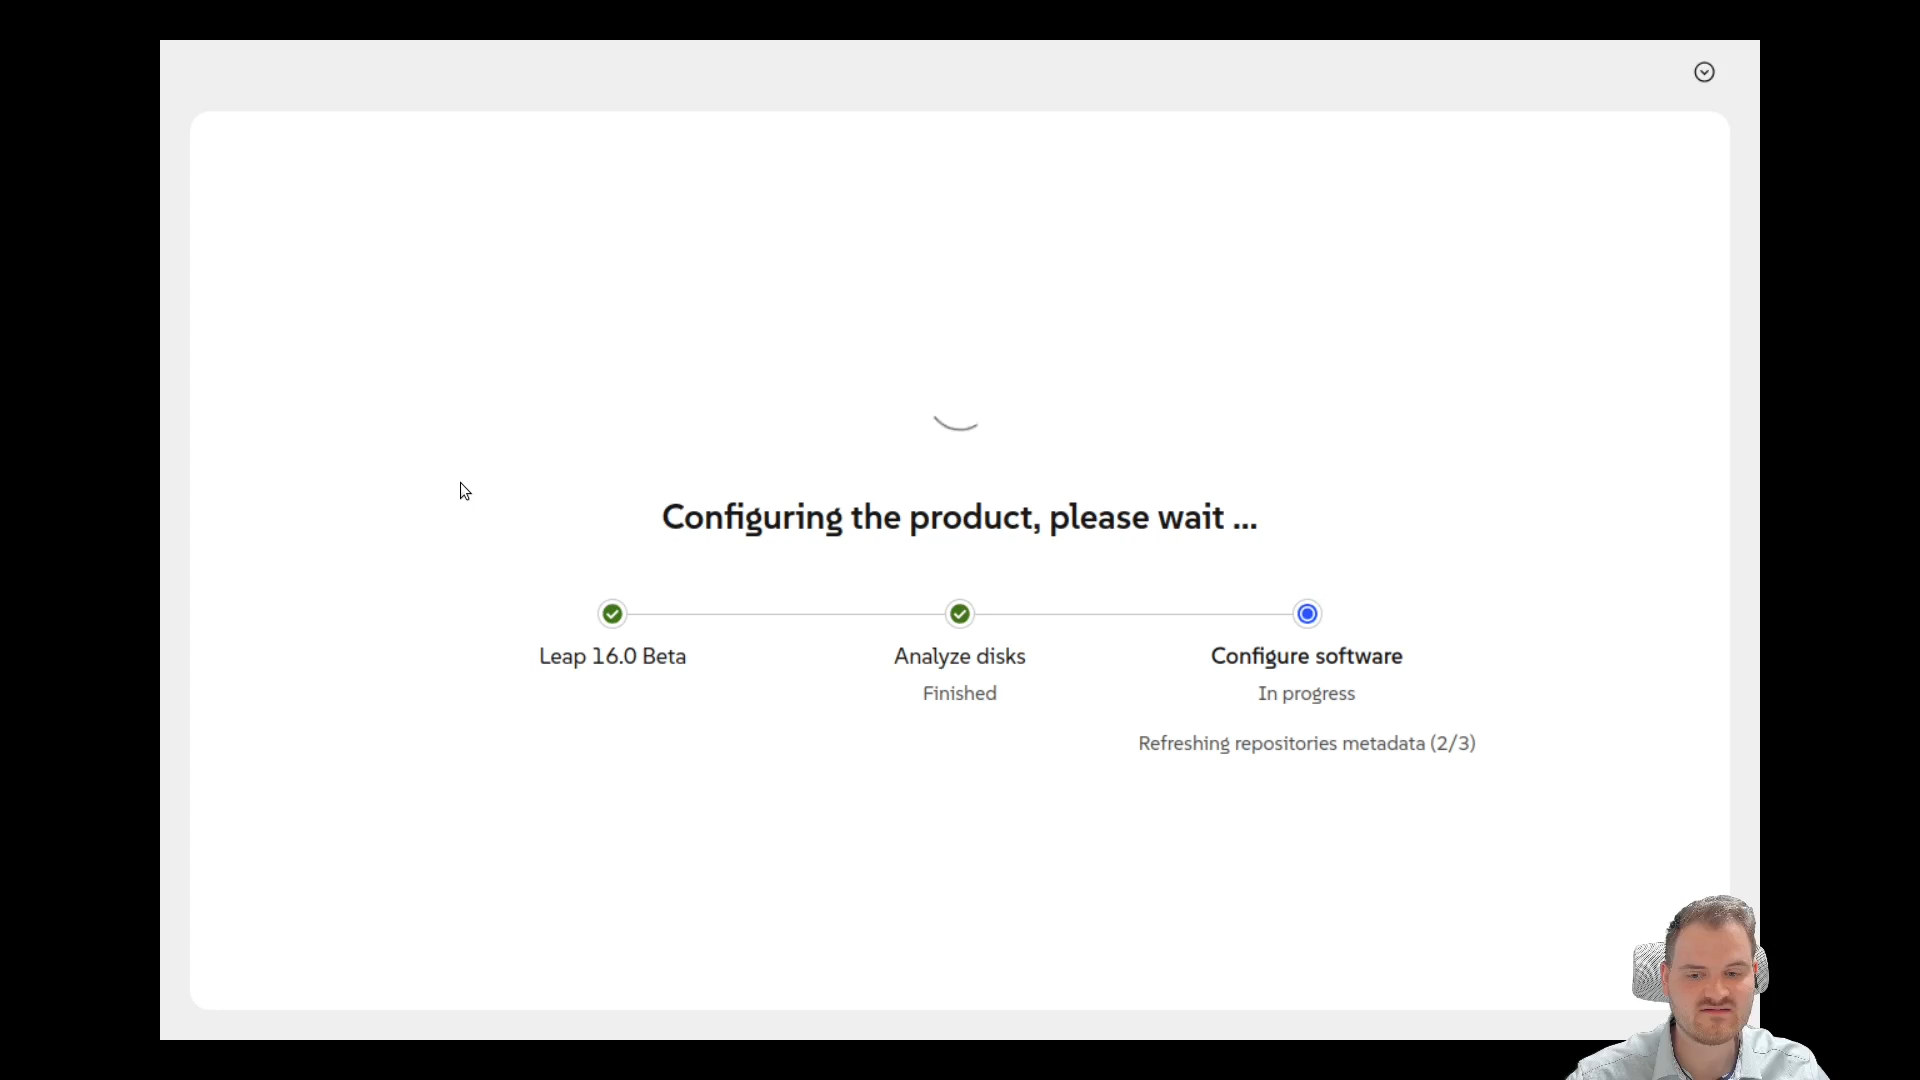 Configuring the product, please wait ...
Leap 16.0 Beta
Analyze disks
Finished
Configure software
In progress
Refreshing repositories metadata (2/3)